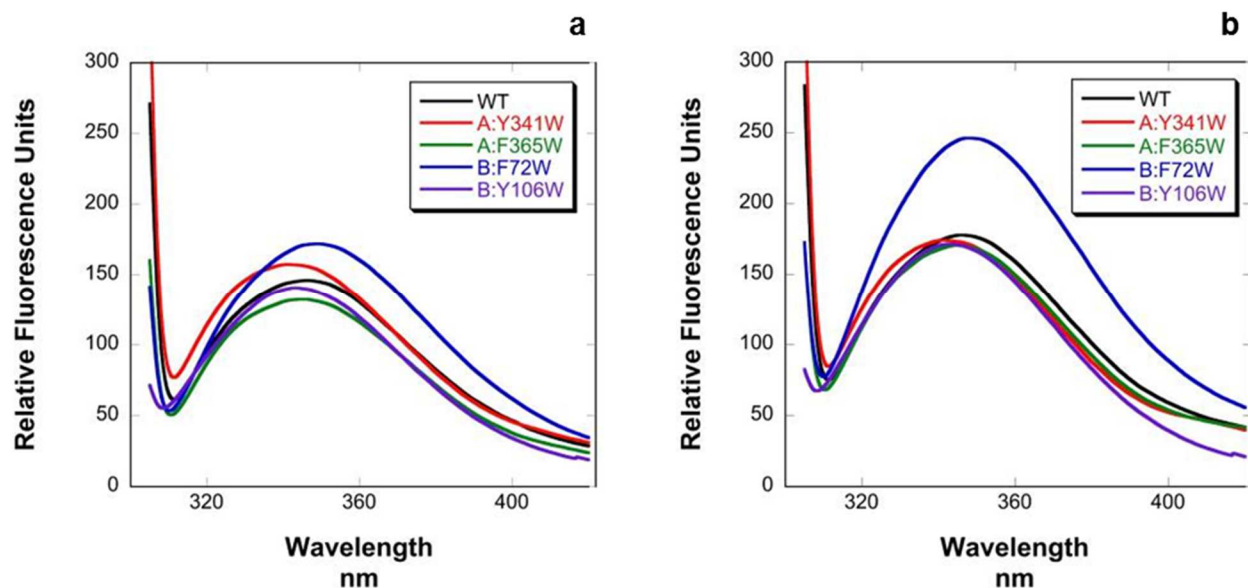 a
Relative Fluorescence Units
300
250
200
150
100
50
0
320
360
400
WT
A:Y341W
A:F365W
B:F72W
B:Y106W
Wavelength
nm
b
Relative Fluorescence Units
300
250
200
150
100
50
0
320
360
400
WT
A:Y341W
A:F365W
B:F72W
B:Y106W
Wavelength
nm